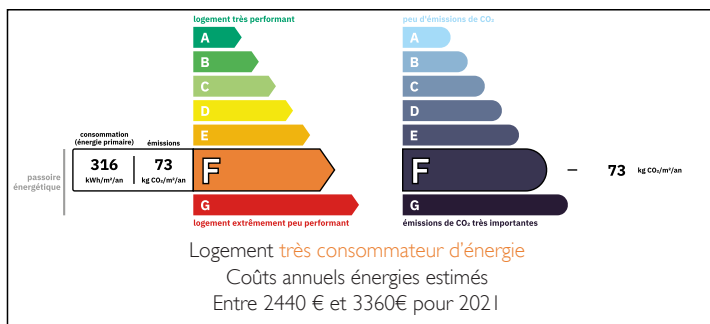 logement très performant
A
B
C
D
E
consommation
(énergie primaire)
émissions
316
73
kWh/m²/an
kg CO₂/m²/an
F
passoire
énergétique
G
logement extrêmement peu performant
peu d'émissions de CO₂
A
B
C
D
E
F
73 kg CO₂/m²/an
G
émissions de CO₂ très importantes
Logement très consommateur d'énergie
Coûts annuels énergies estimés
Entre 2440 € et 3360€ pour 2021